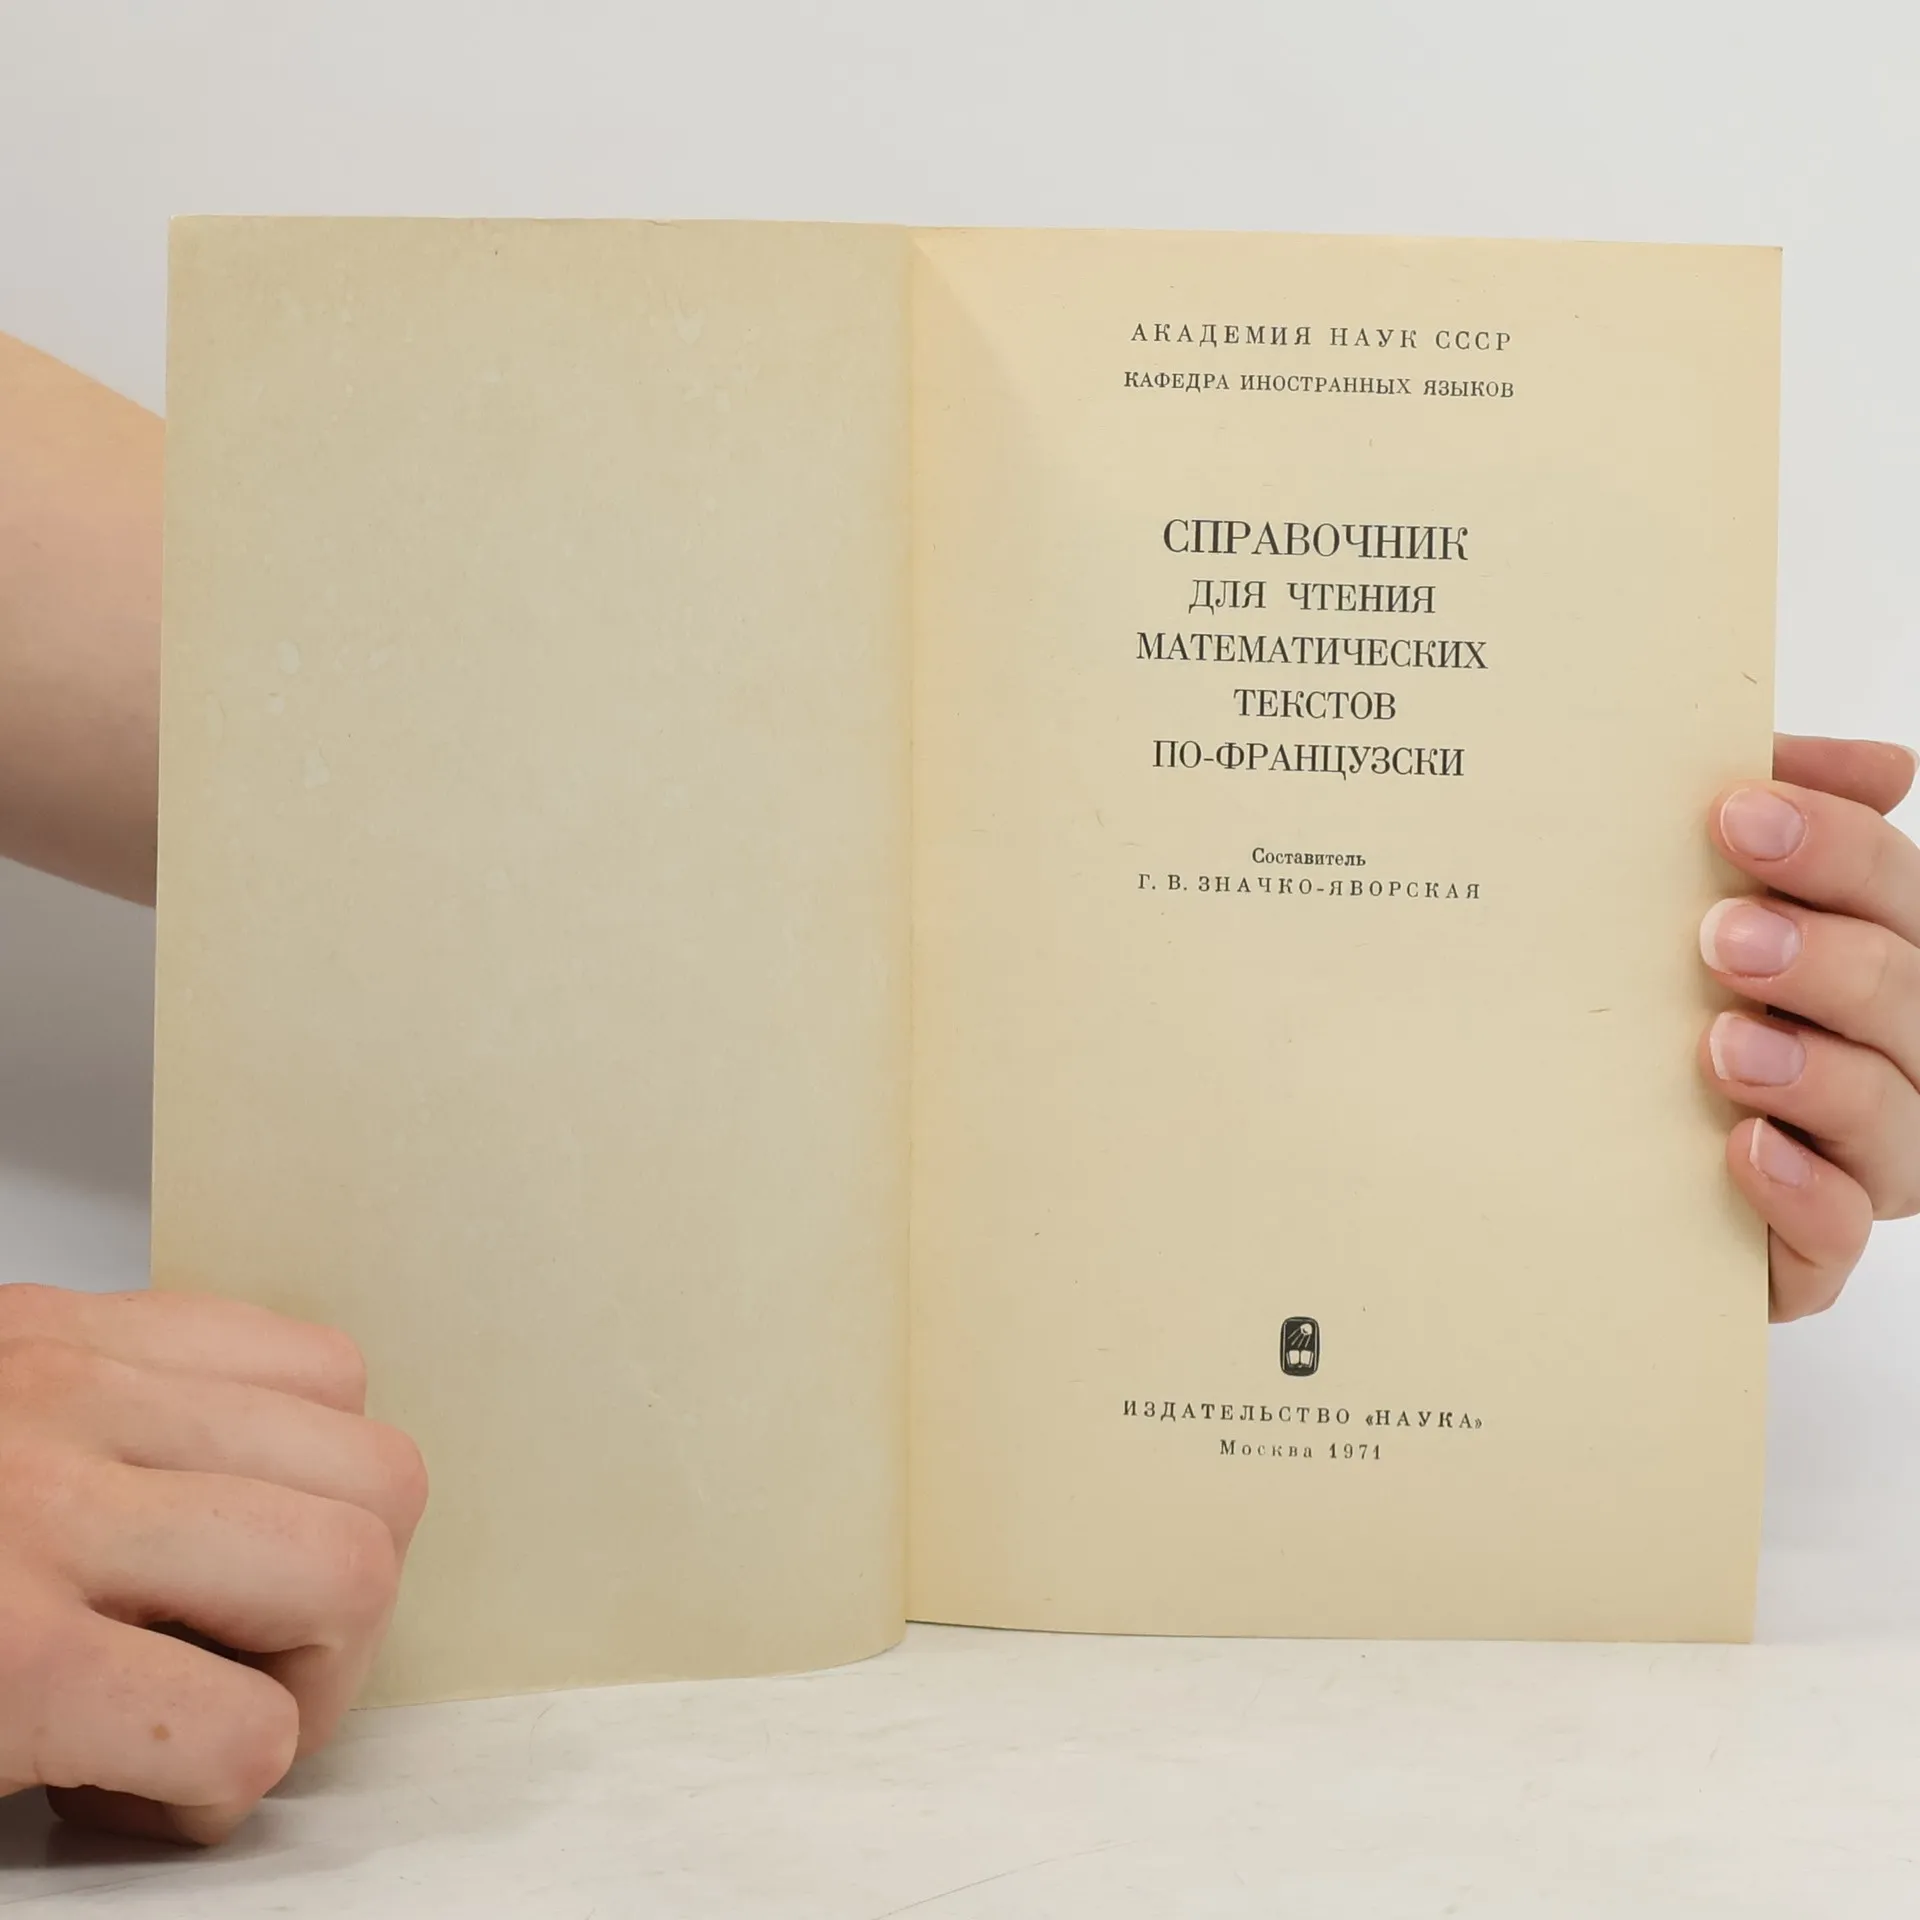 АКАДЕМИЯ НАУК СССР
КАФЕДРА ИНОСТРАННЫХ ЯЗЫКОВ
СПРАВОЧНИК
ДЛЯ ЧТЕНИЯ
МАТЕМАТИЧЕСКИХ
ТЕКСТОВ
ПО-ФРАНЦУЗСКИ
Составитель
Г. В. ЗНАЧКО-ЯВОРСКАЯ
ИЗДАТЕЛЬСТВО «НАУКА»
Москва 1971